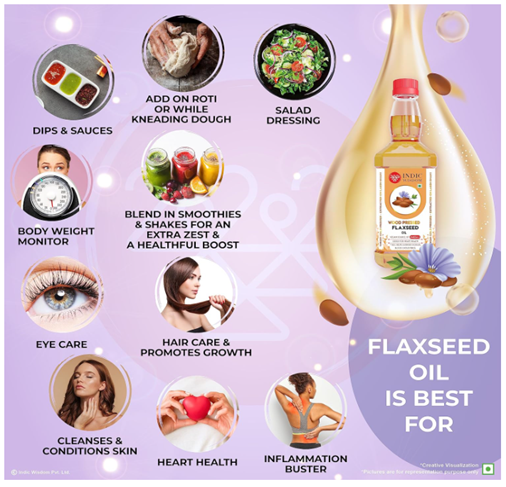 DIPS & SAUCES
ADD ON ROTI
OR WHILE
KNEADING DOUGH
SALAD
DRESSING
BODY WEIGHT
MONITOR
BLEND IN SMOOTHIES
& SHAKES FOR AN
EXTRA ZEST &
A HEALTHFUL BOOST
EYE CARE
HAIR CARE &
PROMOTES GROWTH
CLEANSES &
CONDITIONS SKIN
HEART HEALTH
INFLAMMATION
BUSTER
INDIC
WOOD PRESSED
FLAXSEED
OIL
FLAXSEED
OIL
IS BEST
FOR
© Indic Wisdom Pvt. Ltd.
*Creative Visualization
*Pictures are for representation purpose only